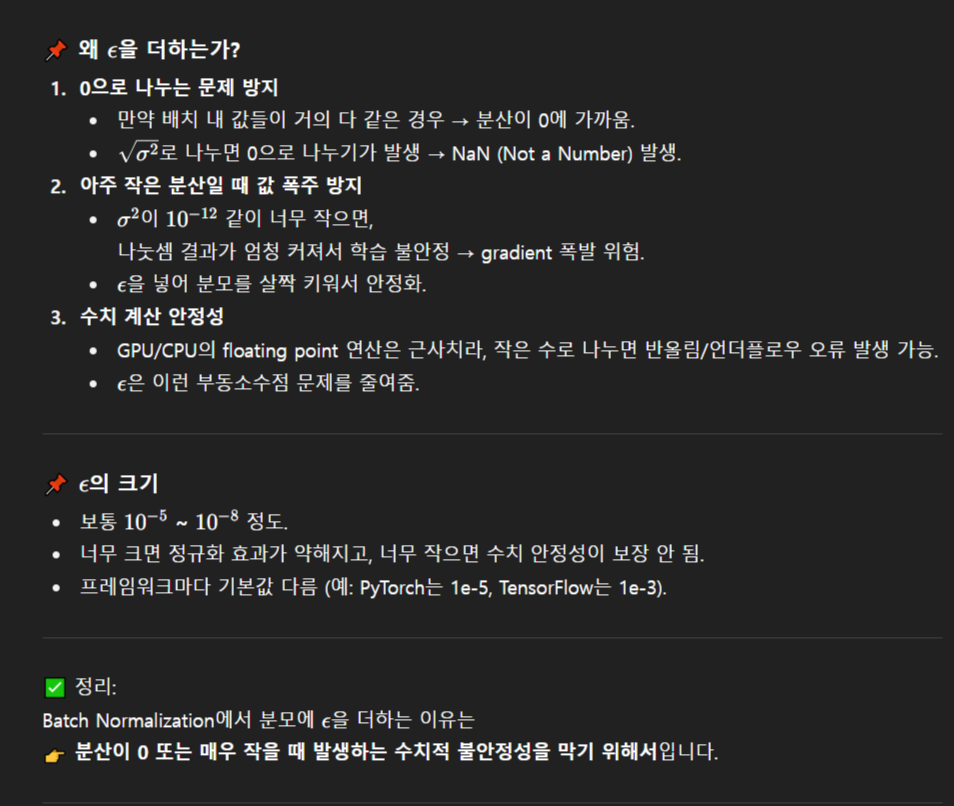 📌 왜 ϵ을 더하는가?
1. 0으로 나누는 문제 방지
• 만약 배치 내 값들이 거의 다 같은 경우 → 분산이 0에 가까움.
• √σ²로 나누면 0으로 나누기가 발생 → NaN (Not a Number) 발생.
2. 아주 작은 분산일 때 값 폭주 방지
• σ²이 10⁻¹² 같이 너무 작으면,
나눗셈 결과가 엄청 커져서 학습 불안정 → gradient 폭발 위험.
• ϵ을 넣어 분모를 살짝 키워서 안정화.
3. 수치 계산 안정성
• GPU/CPU의 floating point 연산은 근사치라, 작은 수로 나누면 반올림/언더플로우 오류 발생 가능.
• ϵ은 이런 부동소수점 문제를 줄여줌.
📌 ϵ의 크기
• 보통 10⁻⁵ ~ 10⁻⁸ 정도.
• 너무 크면 정규화 효과가 약해지고, 너무 작으면 수치 안정성이 보장 안 됨.
• 프레임워크마다 기본값 다름 (예: PyTorch는 1e-5, TensorFlow는 1e-3).
✅ 정리:
Batch Normalization에서 분모에 ϵ을 더하는 이유는
👉 분산이 0 또는 매우 작을 때 발생하는 수치적 불안정성을 막기 위해서입니다.